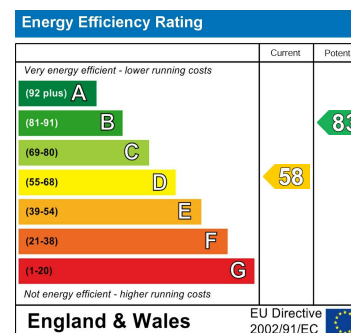 Energy Efficiency Rating
Current
Very energy efficient - lower running costs
(92 plus) A
(81-91) B
83
(69-80) C
(55-68) D
58
(39-54) E
(21-38) F
(1-20) G
Not energy efficient - higher running costs
England & Wales
EU Directive
2002/91/EC